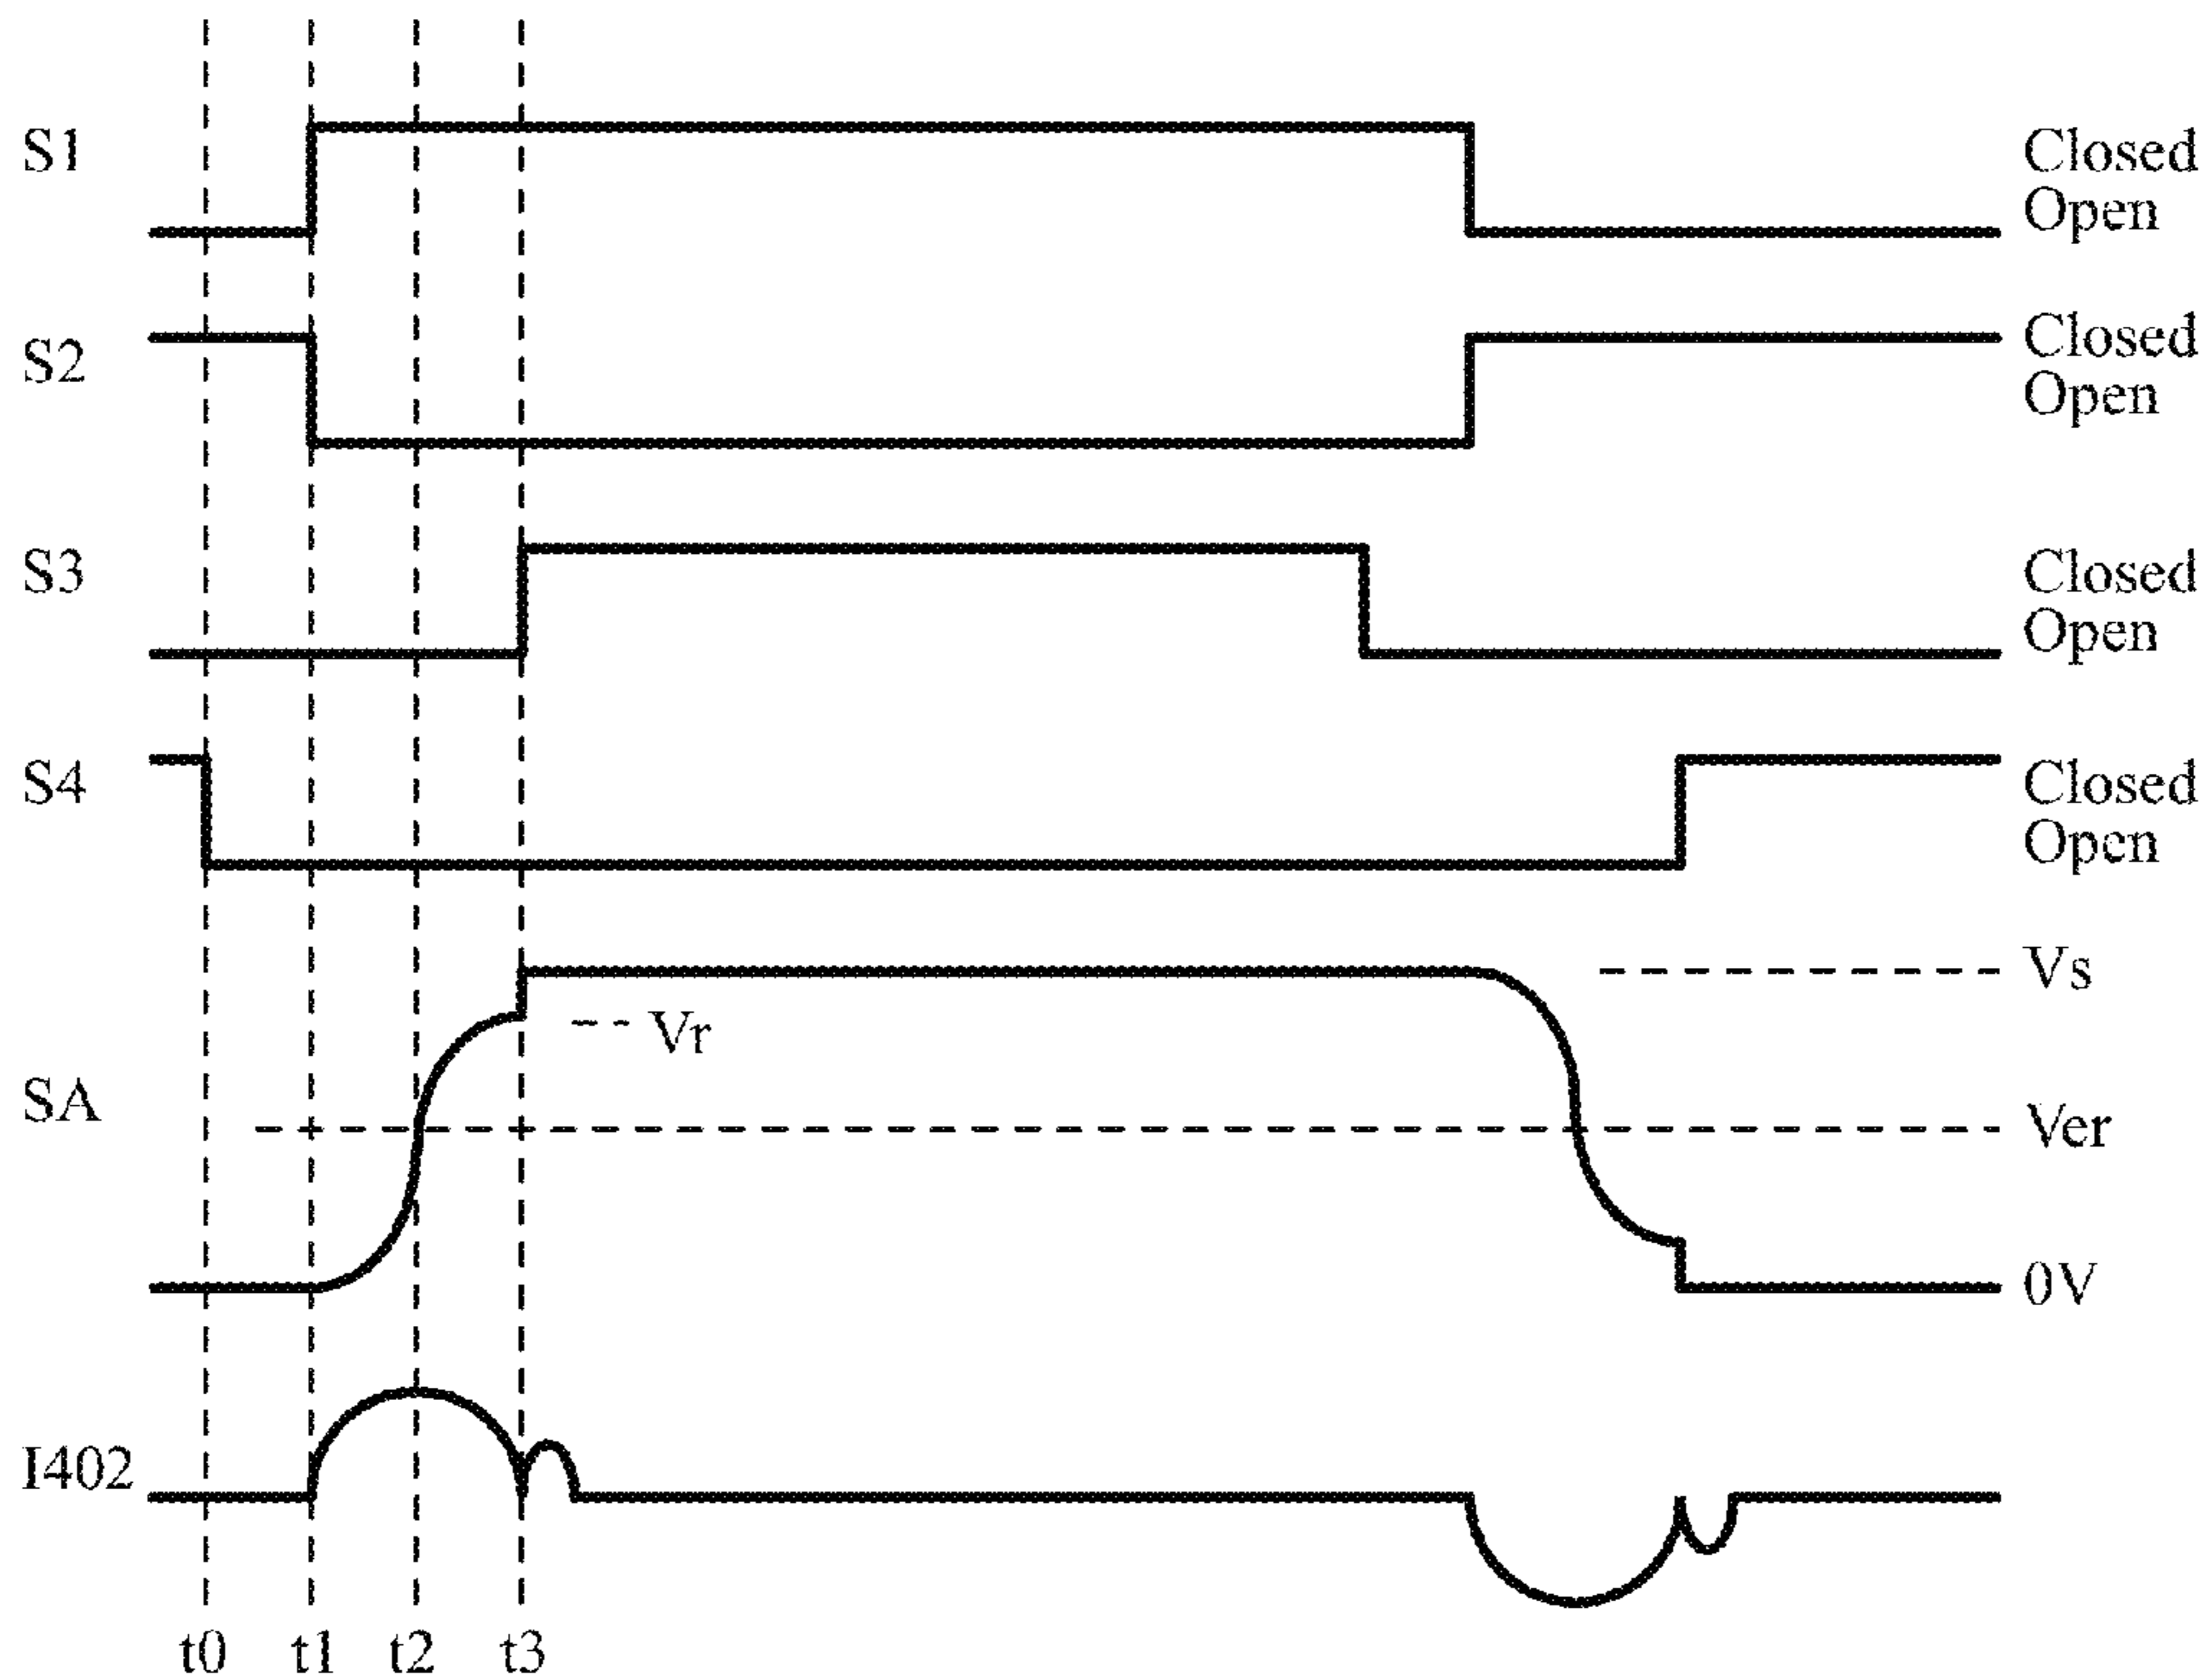 S1
Closed
Open
S2
Closed
Open
S3
Closed
Open
S4
Closed
Open
Vs
Vr
SA
Ver
0V
I402
t0 t1 t2 t3